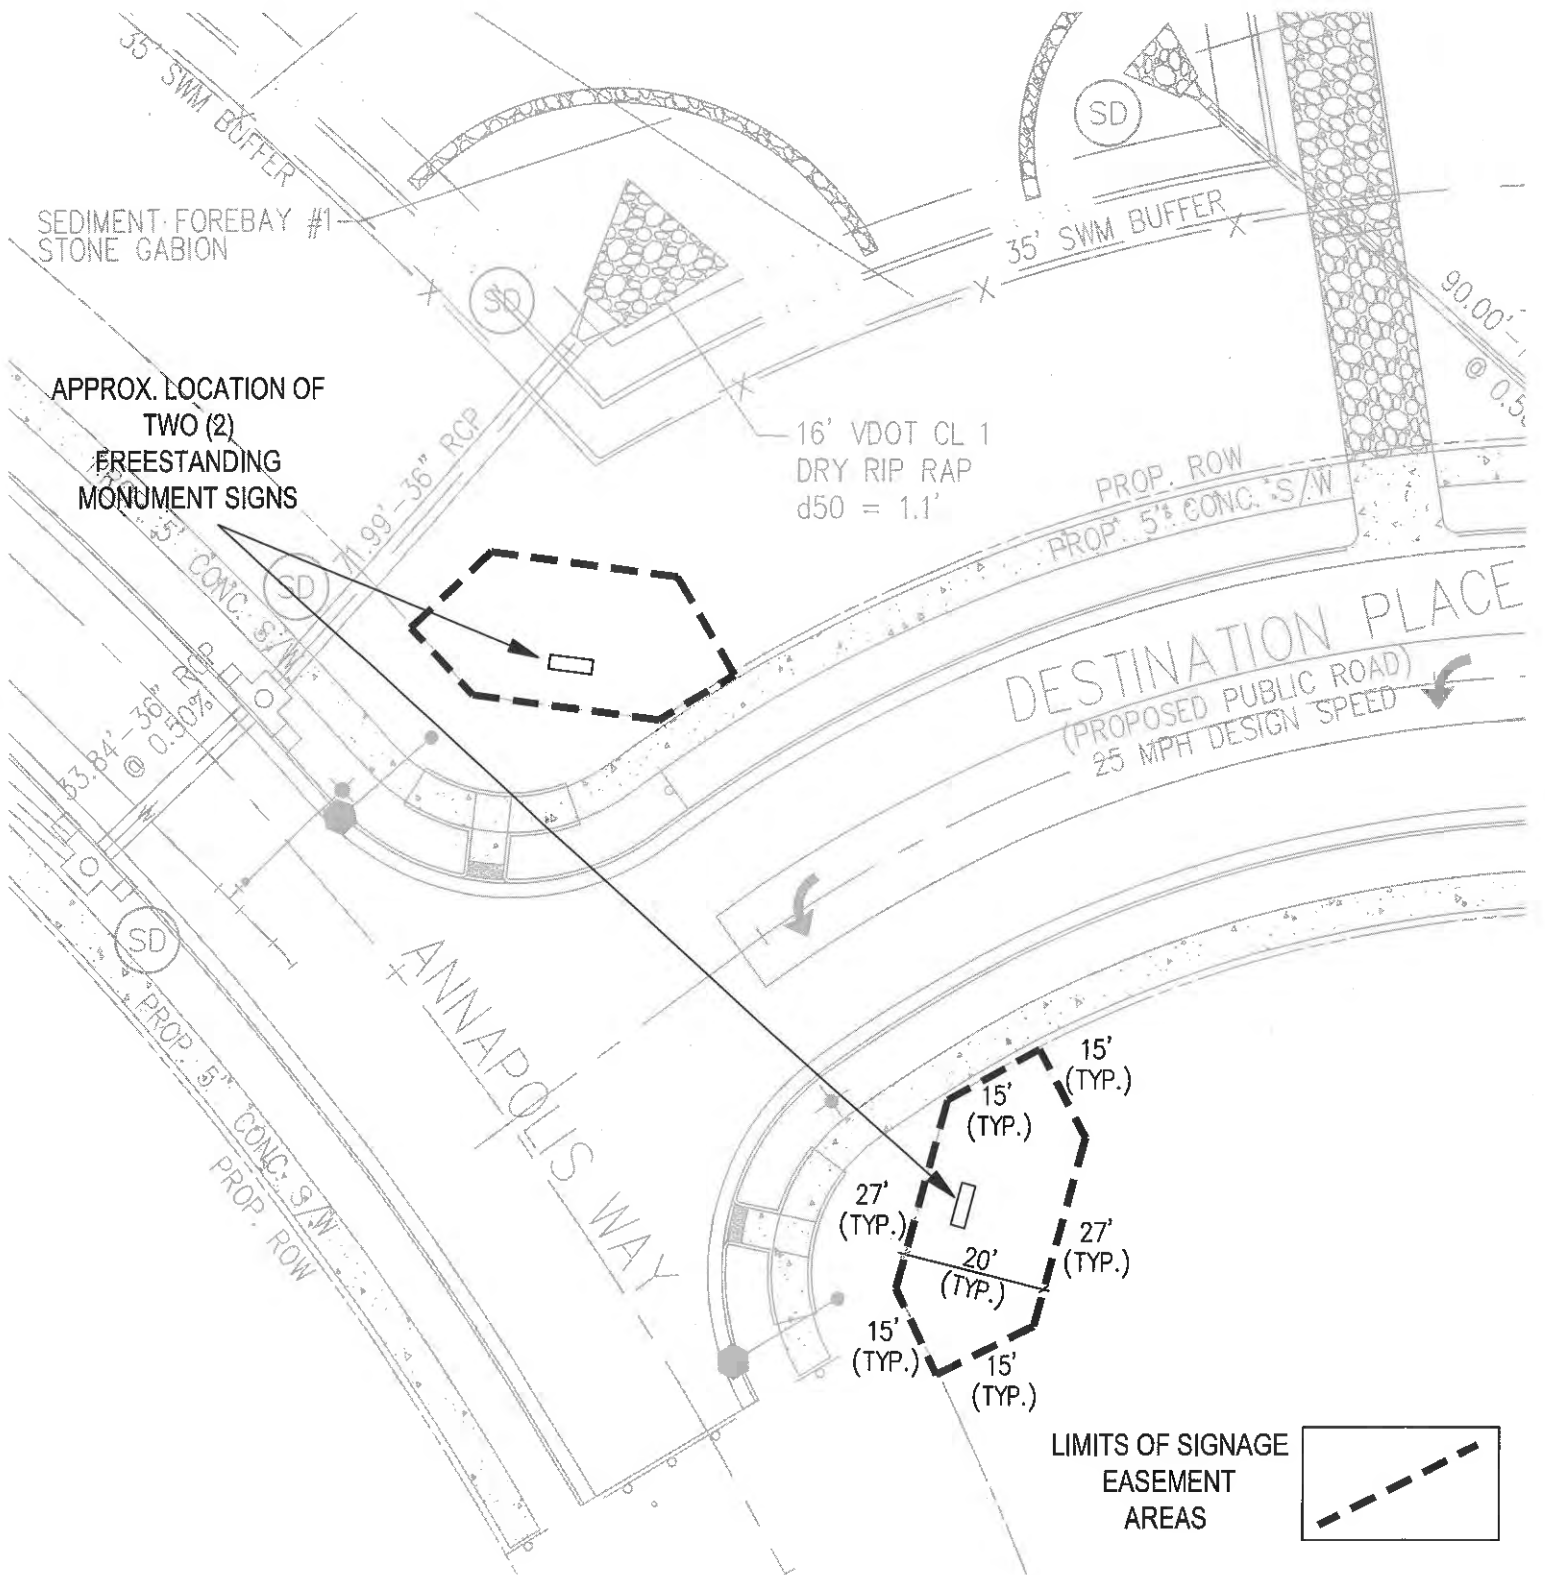 35' SWM BUFFER
SD
SEDIMENT FOREBAY #1
STONE GABION
35' SWM BUFFER
SD
90.00'-
@ 0.5
APPROX. LOCATION OF
TWO (2)
FREESTANDING
MONUMENT SIGNS
71.99'-36" RCP
16' VDOT CL 1
DRY RIP RAP
d50 = 1.1'
PROP. ROW
PROP. 5' CONC. S/W
5' CONC. S/W
SD
DESTINATION PLACE
(PROPOSED PUBLIC ROAD)
25 MPH DESIGN SPEED
33.84'-36" RCP
@ 0.50%
SD
ANNAPOLIS WAY
PROP. 5' CONC. S/W
PROP. ROW
15'
(TYP.)
15'
(TYP.)
27'
(TYP.)
20'
(TYP.)
27'
(TYP.)
15'
(TYP.)
15'
(TYP.)
LIMITS OF SIGNAGE
EASEMENT
AREAS